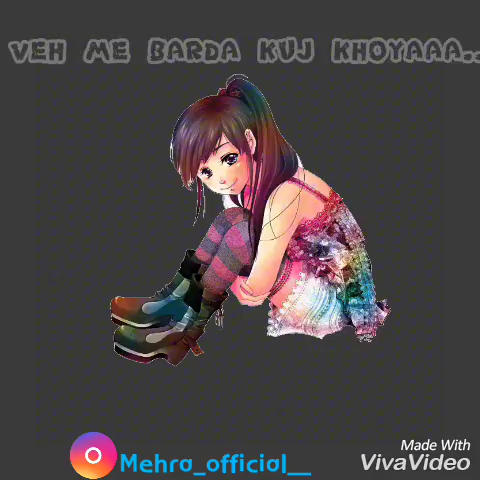 VEH ME BARDA KUJ KHOYAAA..
Made With
VivaVideo
Mehra_official__